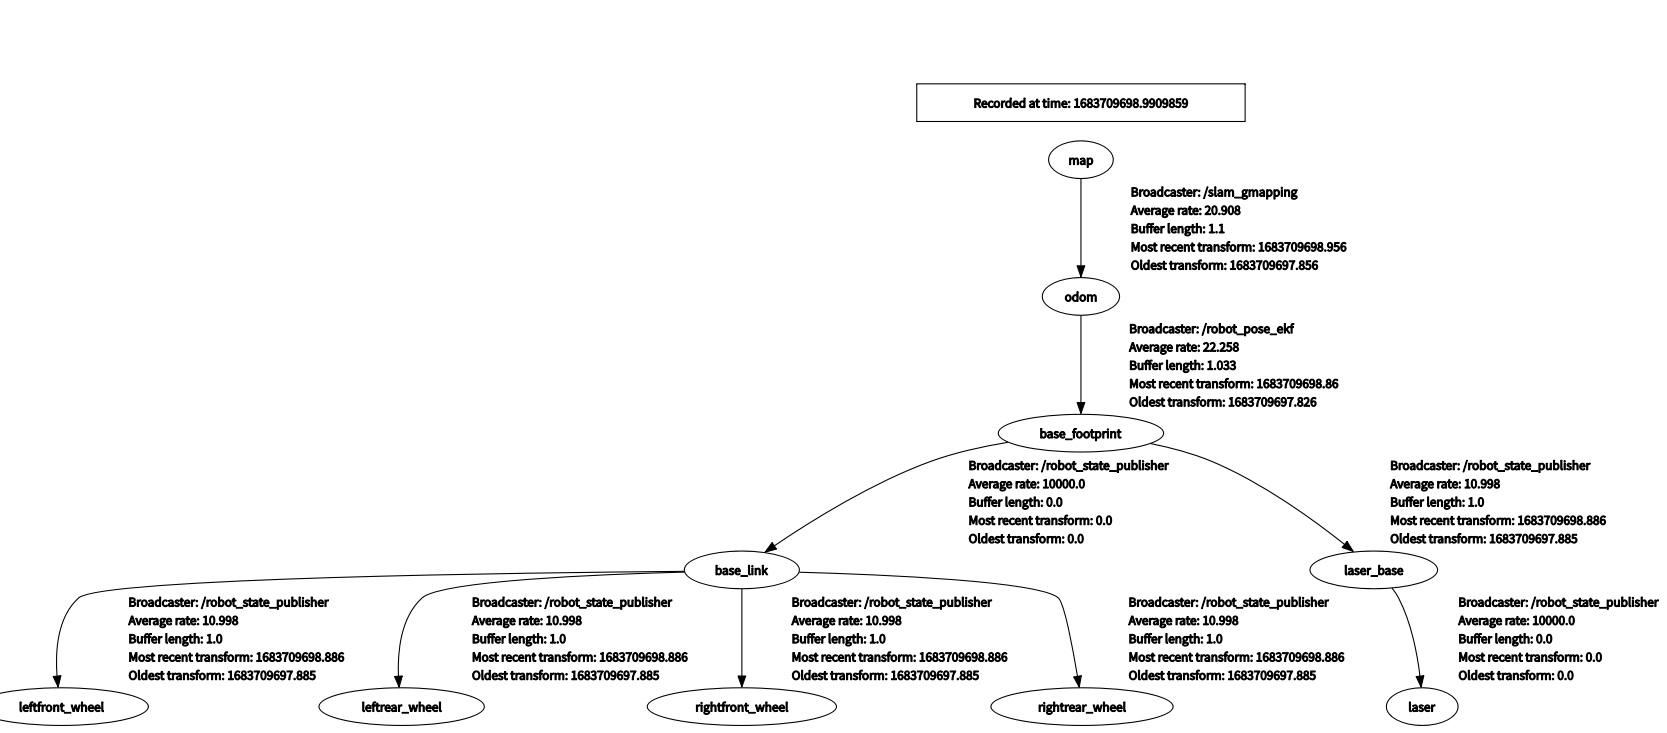 Recorded at time: 1683709698.9909859
map
Broadcaster: /slam_gmapping
Average rate: 20.908
Buffer length: 1.1
Most recent transform: 1683709698.956
Oldest transform: 1683709697.856
odom
Broadcaster: /robot_pose_ekf
Average rate: 22.258
Buffer length: 1.033
Most recent transform: 1683709698.86
Oldest transform: 1683709697.826
base_footprint
Broadcaster: /robot_state_publisher
Average rate: 10000.0
Buffer length: 0.0
Most recent transform: 0.0
Oldest transform: 0.0
Broadcaster: /robot_state_publisher
Average rate: 10.998
Buffer length: 1.0
Most recent transform: 1683709698.886
Oldest transform: 1683709697.885
base_link
laser_base
Broadcaster: /robot_state_publisher
Average rate: 10.998
Buffer length: 1.0
Most recent transform: 1683709698.886
Oldest transform: 1683709697.885
Broadcaster: /robot_state_publisher
Average rate: 10.998
Buffer length: 1.0
Most recent transform: 1683709698.886
Oldest transform: 1683709697.885
Broadcaster: /robot_state_publisher
Average rate: 10.998
Buffer length: 1.0
Most recent transform: 1683709698.886
Oldest transform: 1683709697.885
Broadcaster: /robot_state_publisher
Average rate: 10.998
Buffer length: 1.0
Most recent transform: 1683709698.886
Oldest transform: 1683709697.885
Broadcaster: /robot_state_publisher
Average rate: 10000.0
Buffer length: 0.0
Most recent transform: 0.0
Oldest transform: 0.0
leftfront_wheel
leftrear_wheel
rightfront_wheel
rightrear_wheel
laser